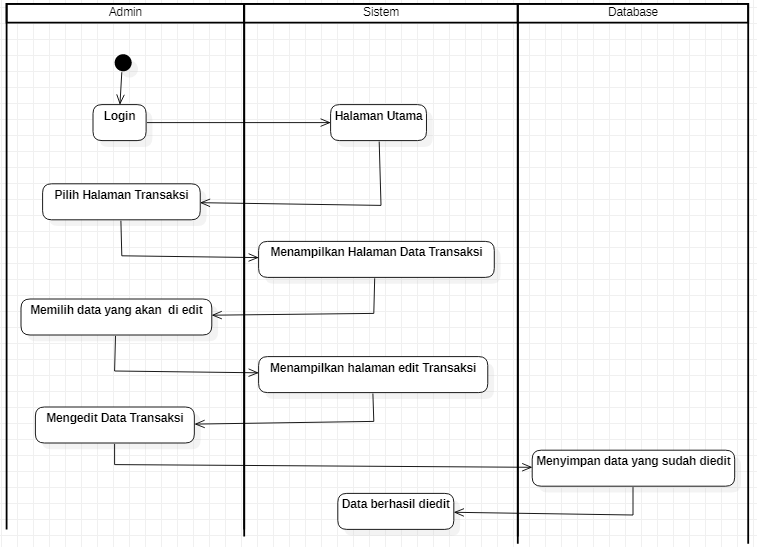 Admin
Sistem
Database
Login
Halaman Utama
Pilih Halaman Transaksi
Menampilkan Halaman Data Transaksi
Memilih data yang akan  di edit
Menampilkan halaman edit Transaksi
Mengedit Data Transaksi
Menyimpan data yang sudah diedit
Data berhasil diedit